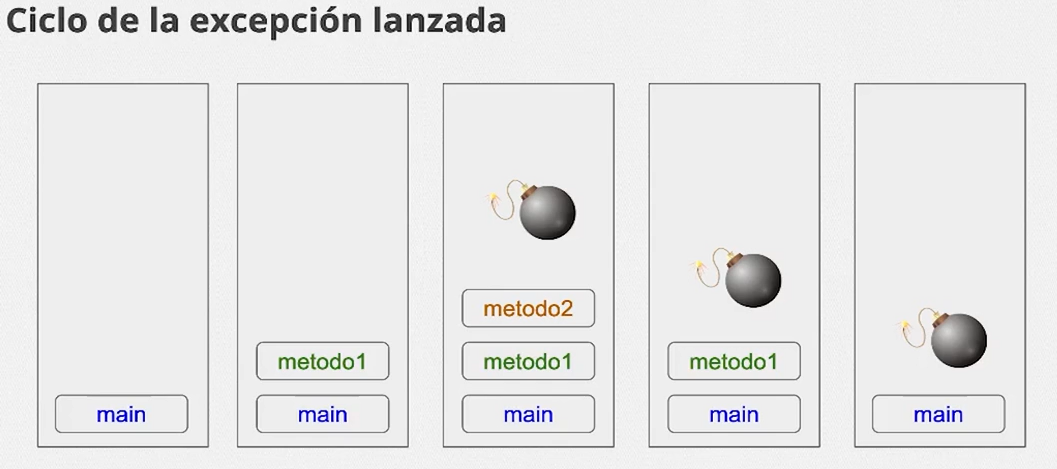 Ciclo de la excepción lanzada
main
metodo1
main
metodo2
metodo1
main
metodo1
main
main